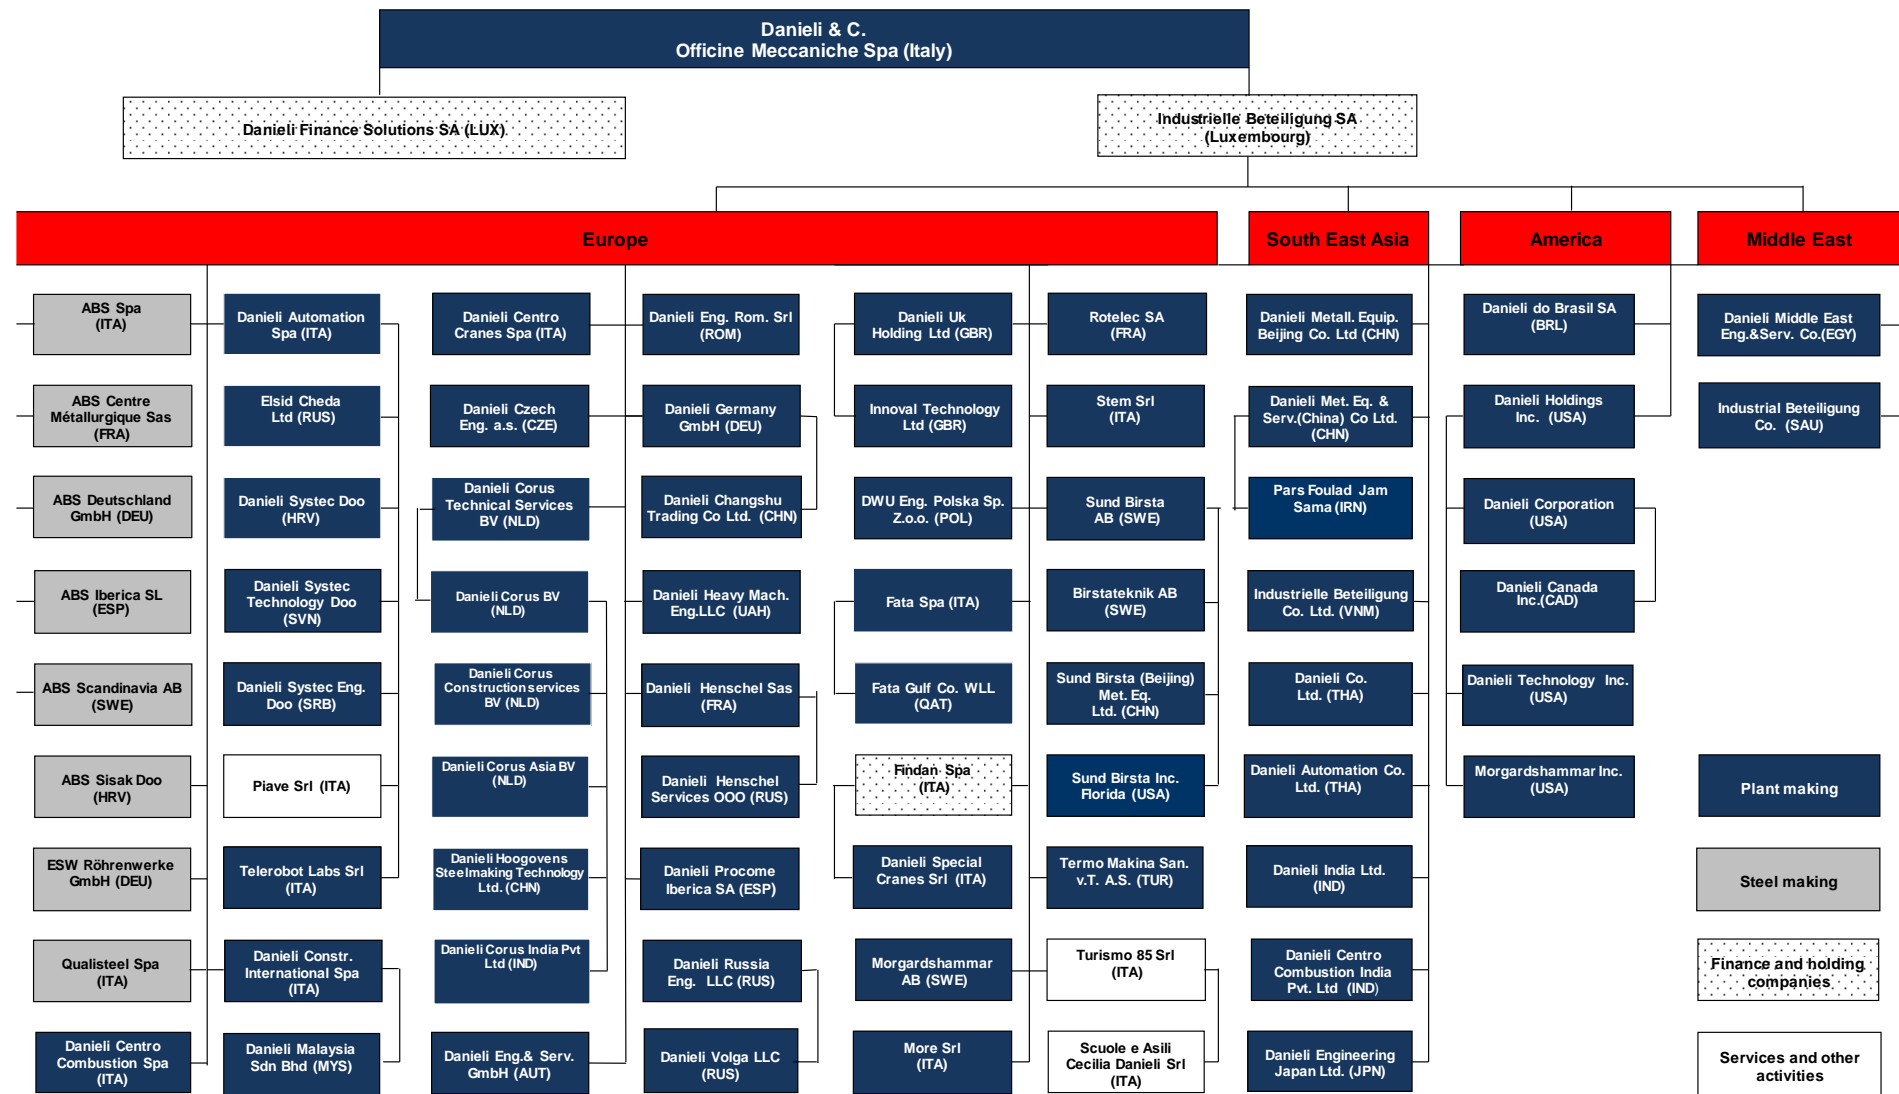 Danieli & C.
Officine Meccaniche Spa (Italy)
Danieli Finance Solutions SA (LUX)
Industrielle Beteiligung SA
(Luxembourg)
Europe
South East Asia
America
Middle East
ABS Spa
(ITA)
ABS Centre
Métallurgique Sas
(FRA)
ABS Deutschland
GmbH (DEU)
ABS Iberica SL
(ESP)
ABS Scandinavia AB
(SWE)
ABS Sisak Doo
(HRV)
ESW Röhrenwerke
GmbH (DEU)
Qualisteel Spa
(ITA)
Danieli Centro
Combustion Spa
(ITA)
Danieli Automation
Spa (ITA)
Elsid Cheda
Ltd (RUS)
Danieli Systec Doo
(HRV)
Danieli Systec
Technology Doo
(SVN)
Danieli Systec Eng.
Doo (SRB)
Piave Srl (ITA)
Telerobot Labs Srl
(ITA)
Danieli Constr.
International Spa
(ITA)
Danieli Malaysia
Sdn Bhd (MYS)
Danieli Centro
Cranes Spa (ITA)
Danieli Czech
Eng. a.s. (CZE)
Danieli Corus
Technical Services
BV (NLD)
Danieli Corus BV
(NLD)
Danieli Corus
Construction services
BV (NLD)
Danieli Corus Asia BV
(NLD)
Danieli Hoogovens
Steelmaking Technology
Ltd. (CHN)
Danieli Corus India Pvt
Ltd (IND)
Danieli Eng.& Serv.
GmbH (AUT)
Danieli Eng. Rom. Srl
(ROM)
Danieli Germany
GmbH (DEU)
Danieli Changshu
Trading Co Ltd. (CHN)
Danieli Heavy Mach.
Eng.LLC (UAH)
Danieli Henschel Sas
(FRA)
Danieli Henschel
Services OOO (RUS)
Danieli Procome
Iberica SA (ESP)
Danieli Russia
Eng. LLC (RUS)
Danieli Volga LLC
(RUS)
Danieli Uk
Holding Ltd (GBR)
Innoval Technology
Ltd (GBR)
DWU Eng. Polska Sp.
Z.o.o. (POL)
Fata Spa (ITA)
Fata Gulf Co. WLL
(QAT)
Findan Spa
(ITA)
Danieli Special
Cranes Srl (ITA)
Morgardshammar
AB (SWE)
More Srl
(ITA)
Rotelec SA
(FRA)
Stem Srl
(ITA)
Sund Birsta
AB (SWE)
Birstateknik AB
(SWE)
Sund Birsta (Beijing)
Met. Eq.
Ltd. (CHN)
Sund Birsta Inc.
Florida (USA)
Termo Makina San.
v.T. A.S. (TUR)
Turismo 85 Srl
(ITA)
Scuole e Asili
Cecilia Danieli Srl
(ITA)
Danieli Metall. Equip.
Beijing Co. Ltd (CHN)
Danieli Met. Eq. &
Serv.(China) Co Ltd.
(CHN)
Pars Foulad Jam
Sama (IRN)
Industrielle Beteiligung
Co. Ltd. (VNM)
Danieli Co.
Ltd. (THA)
Danieli Automation Co.
Ltd. (THA)
Danieli India Ltd.
(IND)
Danieli Centro
Combustion India
Pvt. Ltd (IND)
Danieli Engineering
Japan Ltd. (JPN)
Danieli do Brasil SA
(BRL)
Danieli Holdings
Inc. (USA)
Danieli Corporation
(USA)
Danieli Canada
Inc.(CAD)
Danieli Technology Inc.
(USA)
Morgardshammar Inc.
(USA)
Danieli Middle East
Eng.&Serv. Co.(EGY)
Industrial Beteiligung
Co. (SAU)
Plant making
Steel making
Finance and holding
companies
Services and other
activities